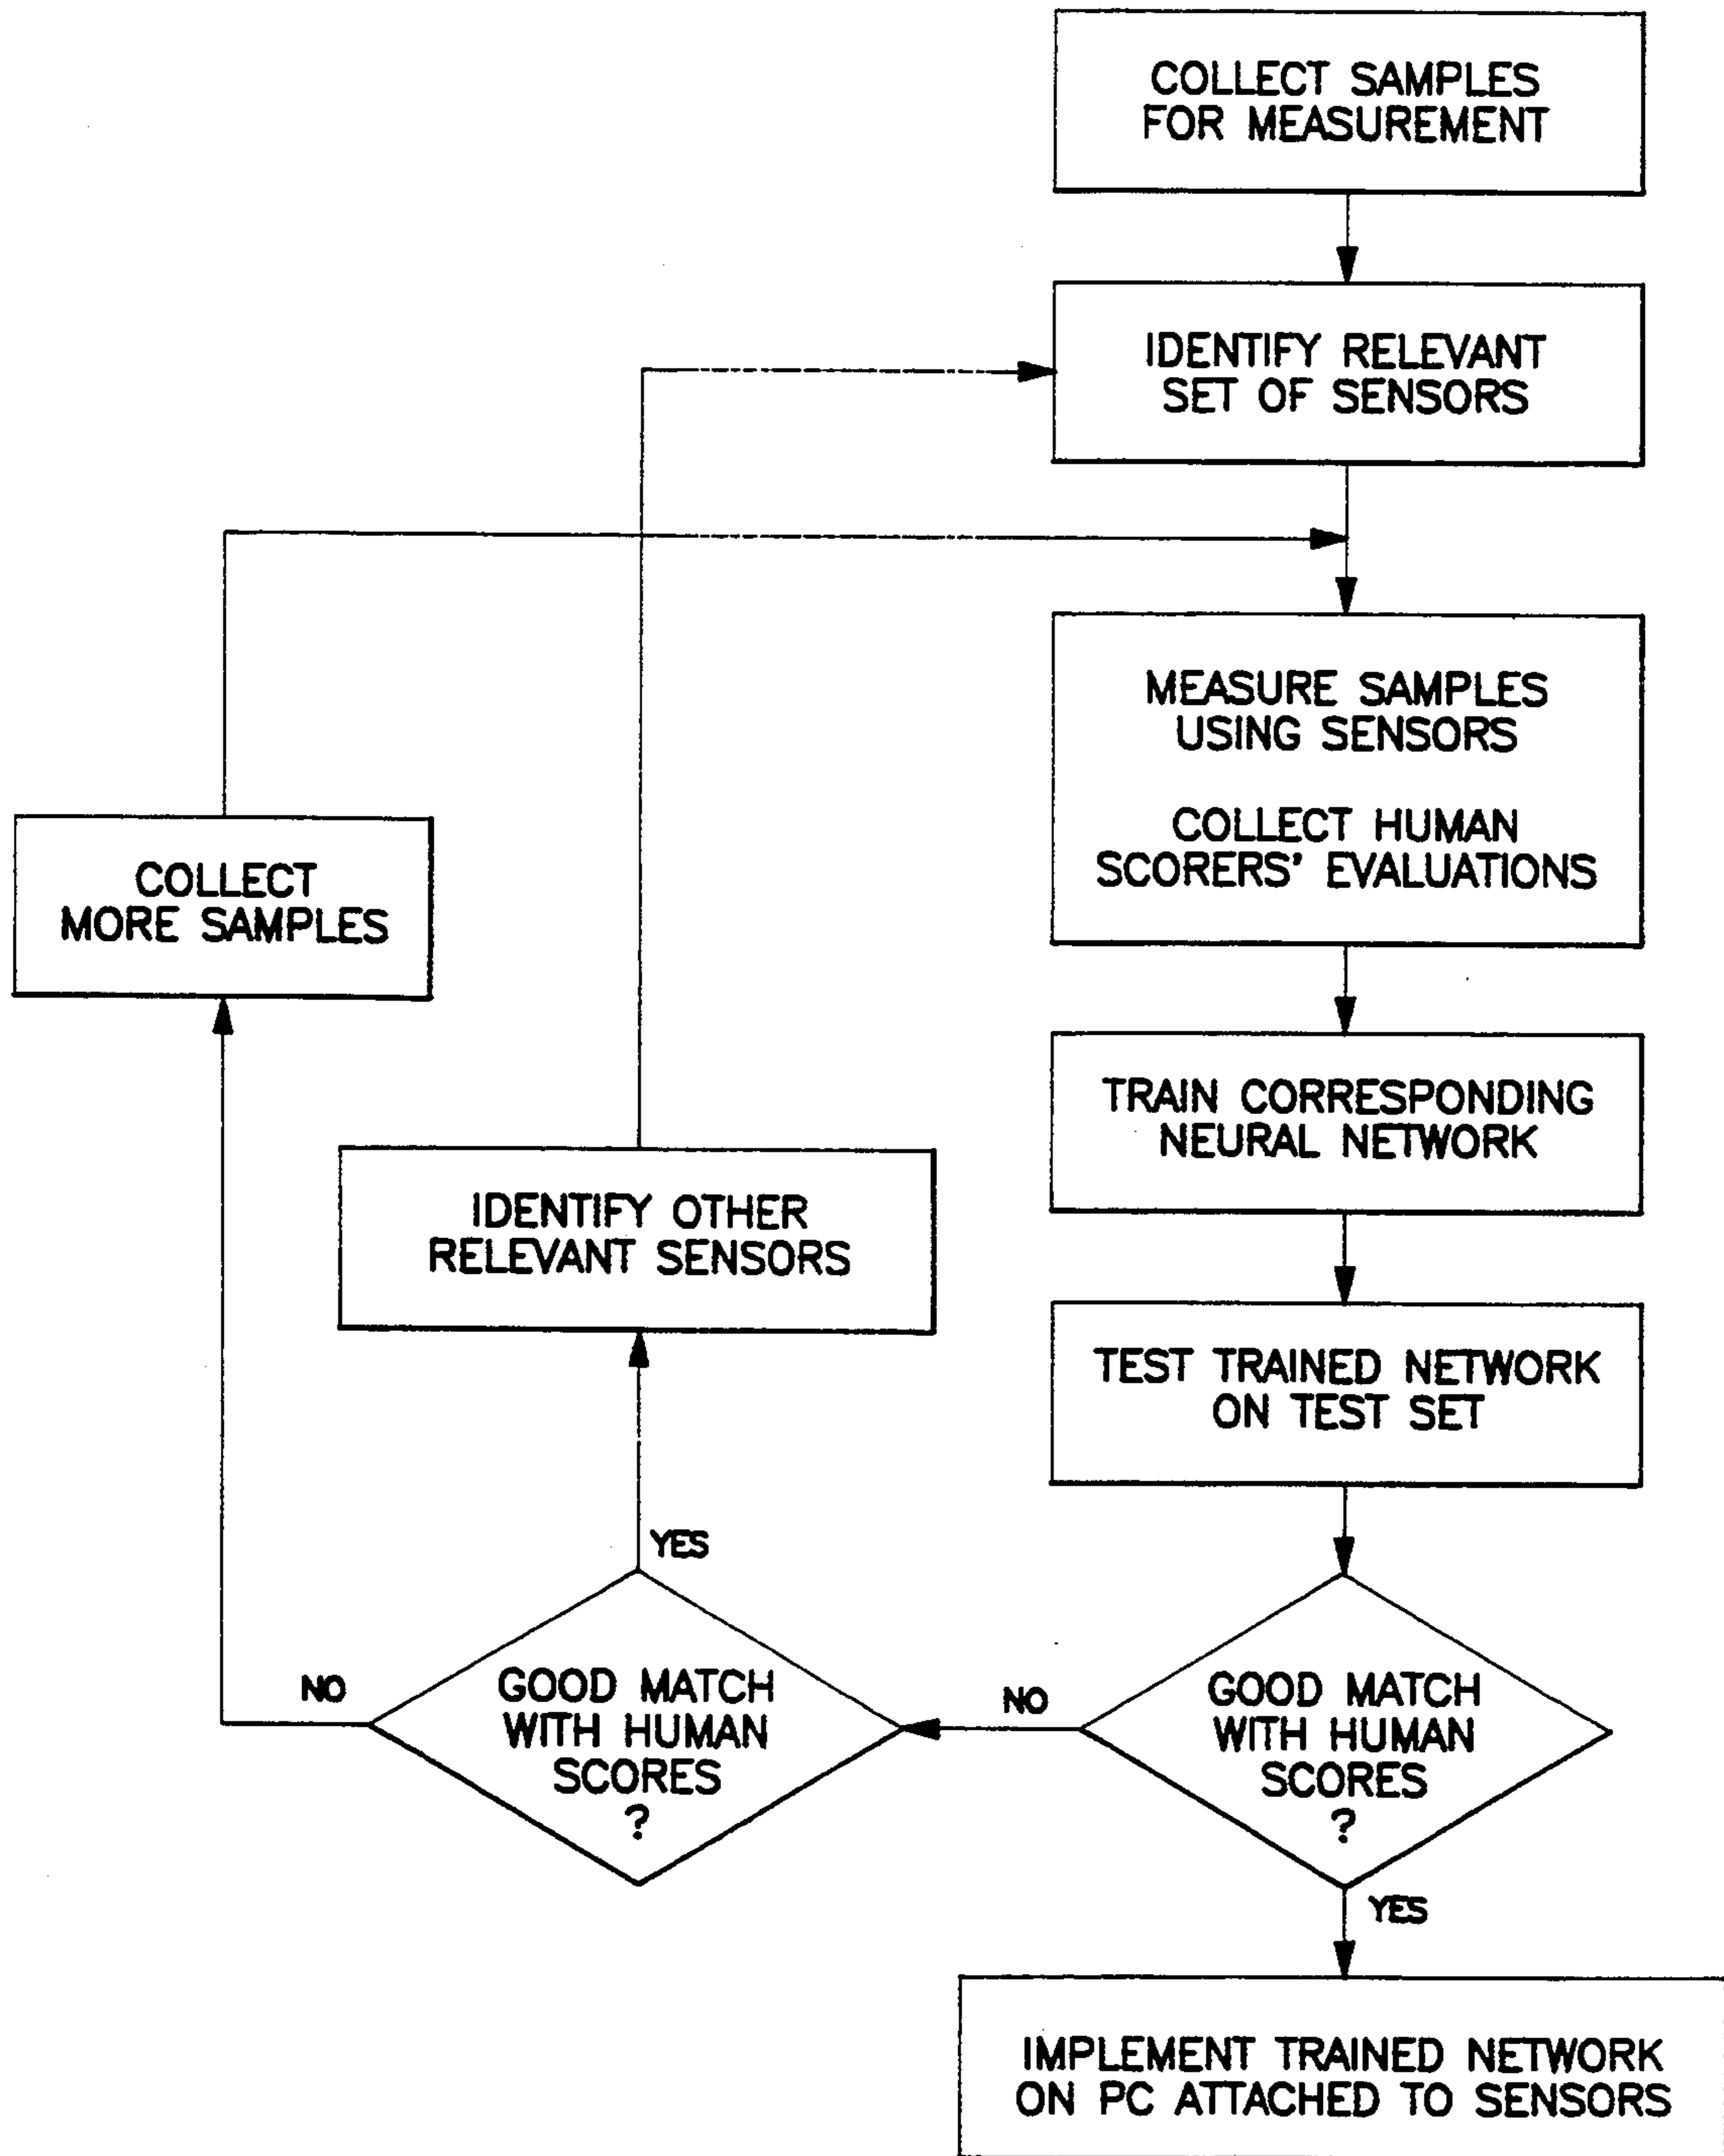 COLLECT SAMPLES
FOR MEASUREMENT
IDENTIFY RELEVANT
SET OF SENSORS
MEASURE SAMPLES
USING SENSORS
COLLECT HUMAN
SCORERS' EVALUATIONS
COLLECT
MORE SAMPLES
TRAIN CORRESPONDING
NEURAL NETWORK
IDENTIFY OTHER
RELEVANT SENSORS
TEST TRAINED NETWORK
ON TEST SET
YES
GOOD MATCH
WITH HUMAN
SCORES
?
NO
NO
GOOD MATCH
WITH HUMAN
SCORES
?
YES
IMPLEMENT TRAINED NETWORK
ON PC ATTACHED TO SENSORS